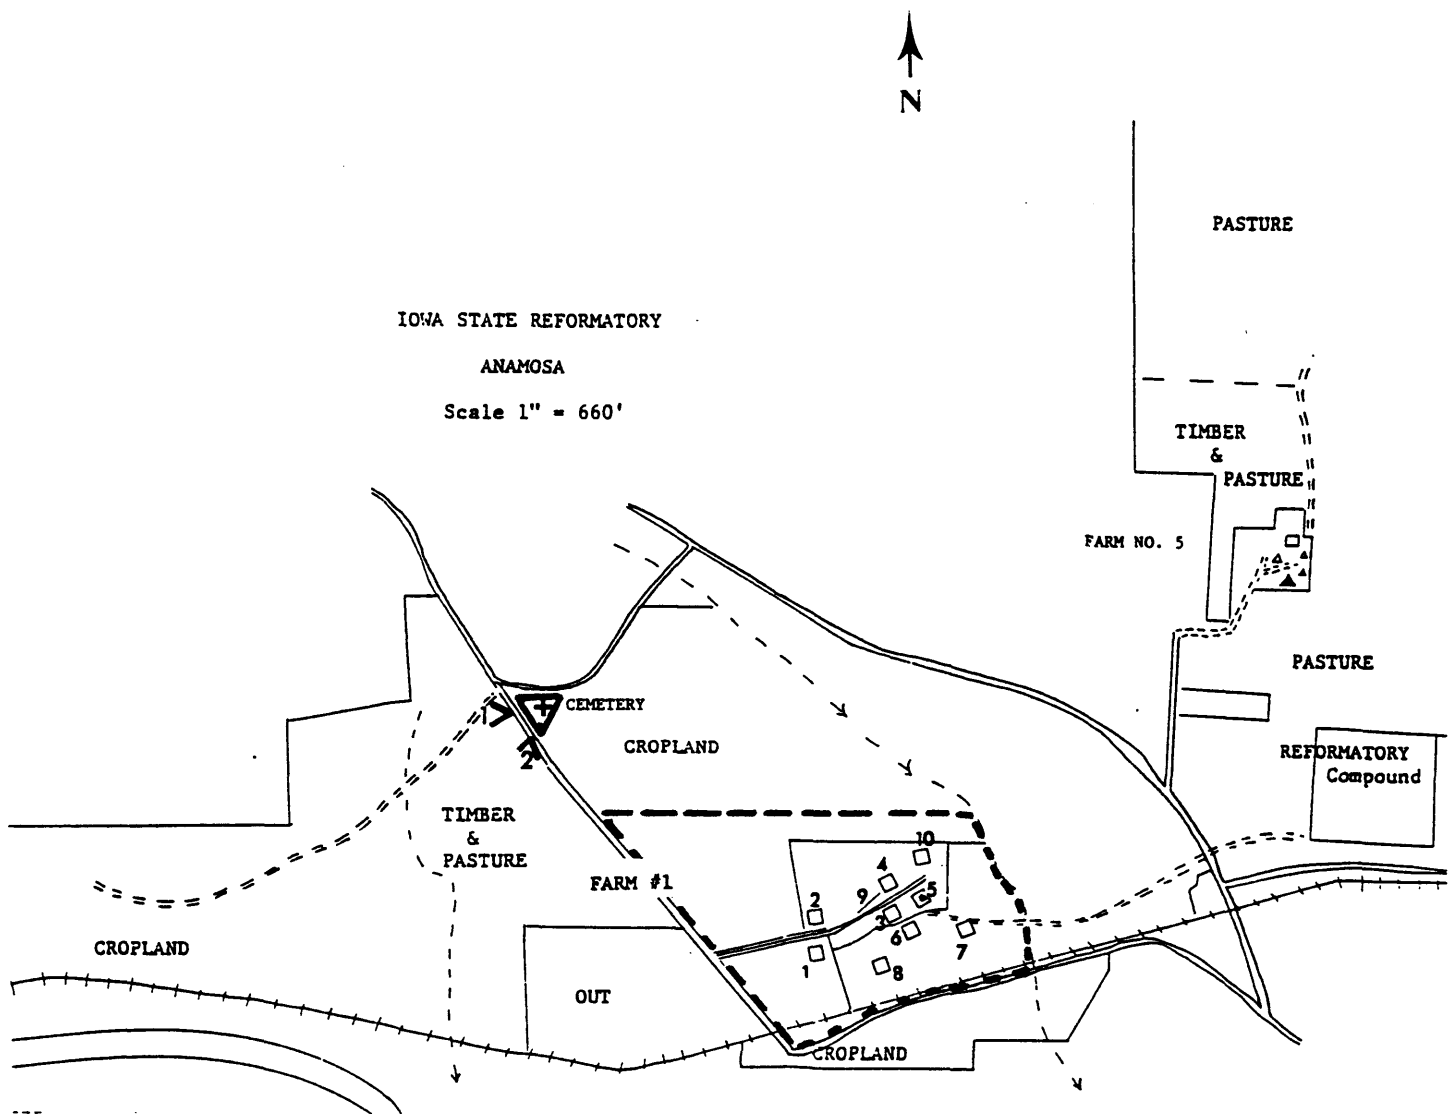 N
PASTURE
IOWA STATE REFORMATORY
ANAMOSA
Scale 1" = 660'
TIMBER
&
PASTURE
FARM NO. 5
PASTURE
CEMETERY
1
2
CROPLAND
REFORMATORY
Compound
TIMBER
&
PASTURE
FARM #1
10
4
9
5
2
3
6
7
1
8
CROPLAND
OUT
CROPLAND